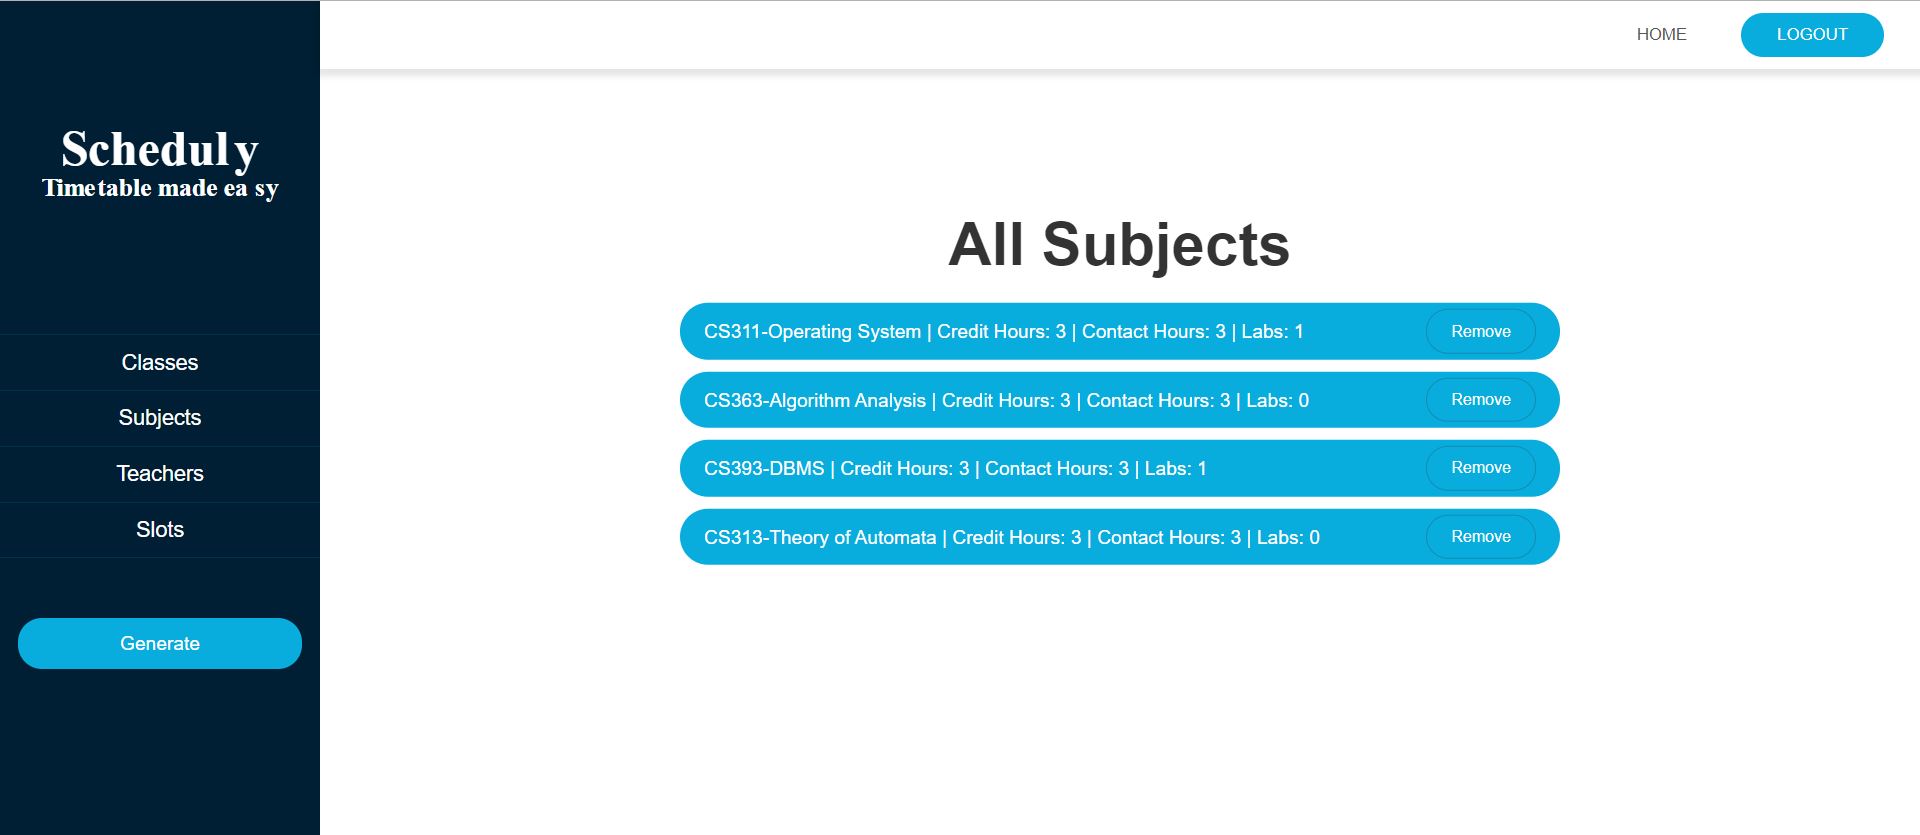 HOME
LOGOUT
Scheduly
Timetable made ea sy
Classes
Subjects
Teachers
Slots
Generate
All Subjects
CS311-Operating System | Credit Hours: 3 | Contact Hours: 3 | Labs: 1
Remove
CS363-Algorithm Analysis | Credit Hours: 3 | Contact Hours: 3 | Labs: 0
Remove
CS393-DBMS | Credit Hours: 3 | Contact Hours: 3 | Labs: 1
Remove
CS313-Theory of Automata | Credit Hours: 3 | Contact Hours: 3 | Labs: 0
Remove